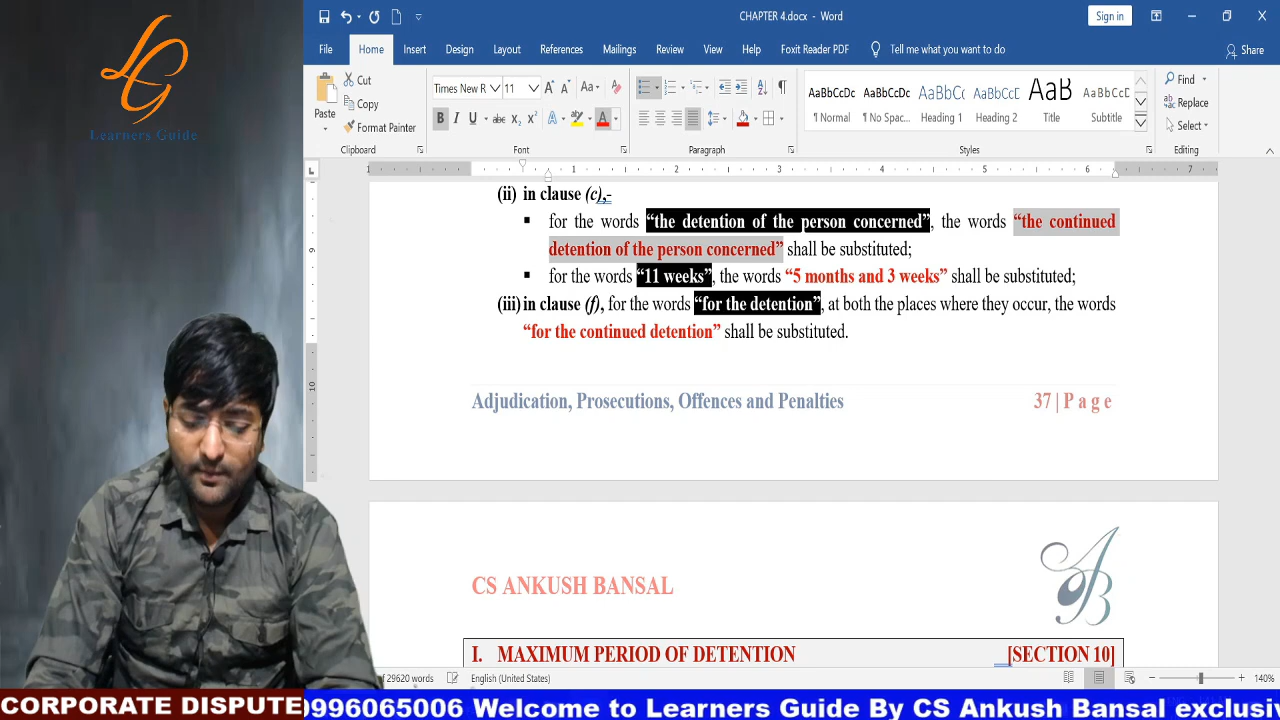 LG
Learners Guide
CHAPTER 4.docx - Word
Sign in
File Home Insert Design Layout References Mailings Review View Help Foxit Reader PDF Tell me what you want to do Share
Paste
Cut
Copy
Format Painter
Clipboard
Times New R 11
Font
Paragraph
AaBbCcDc AaBbCcDc AaBbCc AaBbCcC AaB AaBbCcC
¶ Normal ¶ No Spac... Heading 1 Heading 2 Title Subtitle
Styles
Find
Replace
Select
Editing
(ii) in clause (c),-
▪ for the words “the detention of the person concerned”, the words “the continued
detention of the person concerned” shall be substituted;
▪ for the words “11 weeks”, the words “5 months and 3 weeks” shall be substituted;
(iii) in clause (f), for the words “for the detention”, at both the places where they occur, the words
“for the continued detention” shall be substituted.
Adjudication, Prosecutions, Offences and Penalties 37 | P a g e
CS ANKUSH BANSAL
AB
I. MAXIMUM PERIOD OF DETENTION [SECTION 10]
of 29620 words English (United States) 140%
CORPORATE DISPUTE 9996065006 Welcome to Learners Guide By CS Ankush Bansal exclusiv